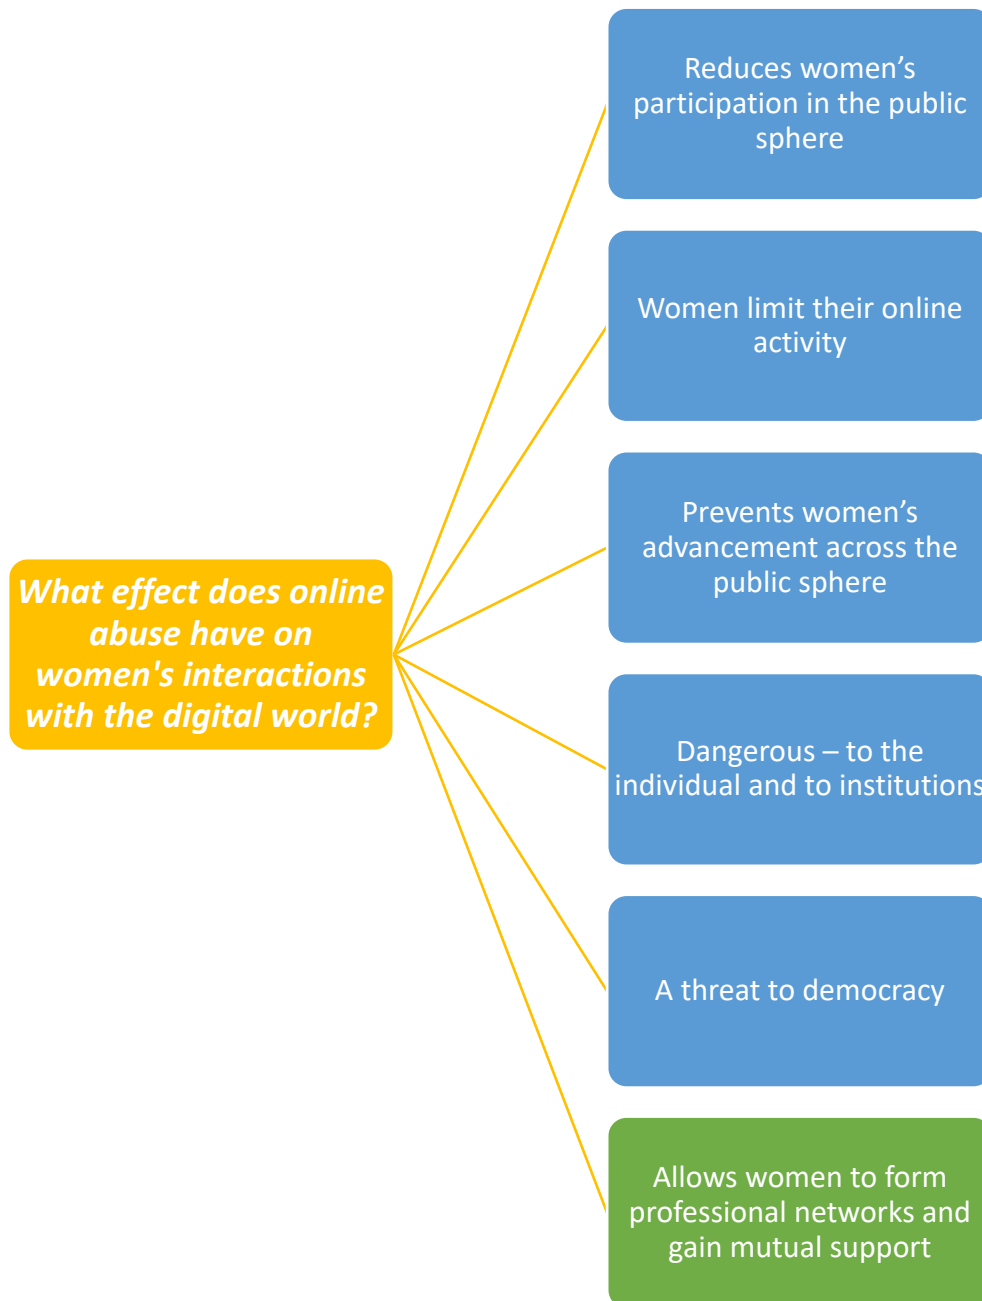 What effect does online
abuse have on
women's interactions
with the digital world?
Reduces women’s
participation in the public
sphere
Women limit their online
activity
Prevents women’s
advancement across the
public sphere
Dangerous – to the
individual and to institutions
A threat to democracy
Allows women to form
professional networks and
gain mutual support